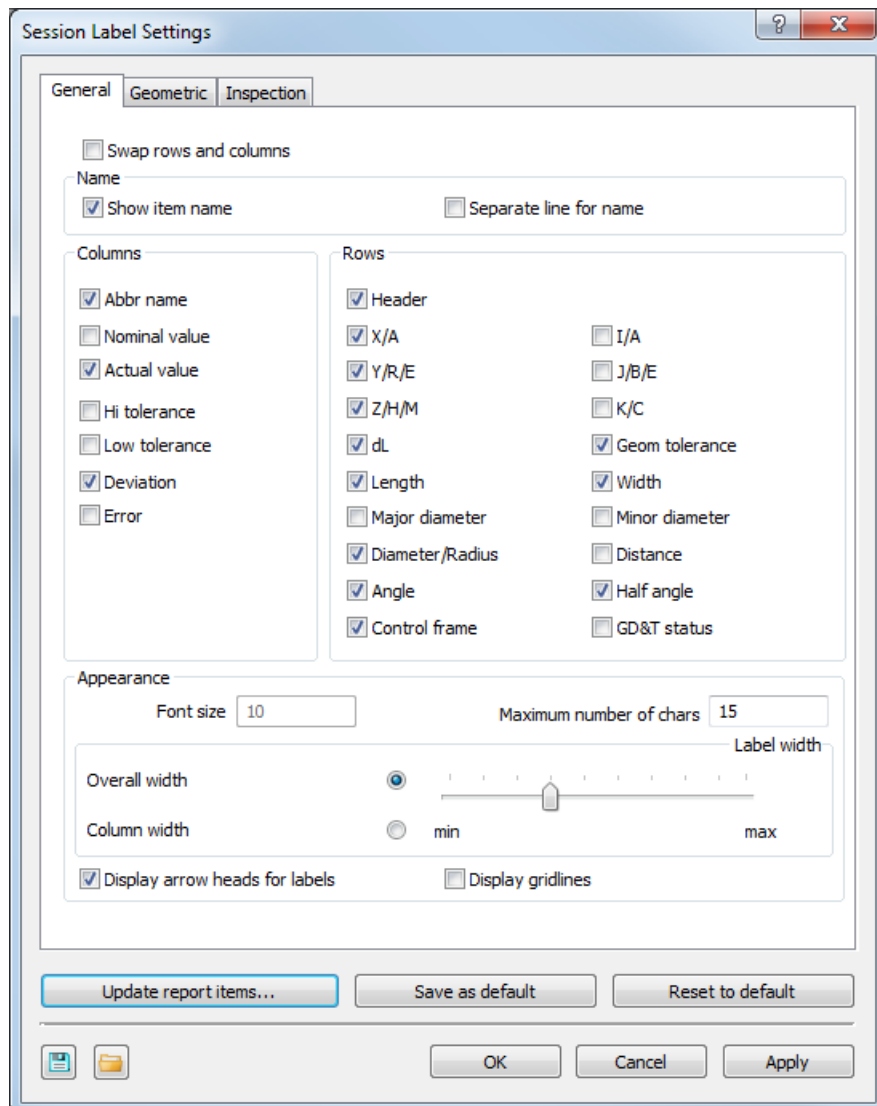 Session Label Settings
General Geometric Inspection
Swap rows and columns
Name
Show item name Separate line for name
Columns Rows
Abbr name Header
Nominal value X/A I/A
Actual value Y/R/E J/B/E
Hi tolerance Z/H/M K/C
Low tolerance dL Geom tolerance
Deviation Length Width
Error Major diameter Minor diameter
Diameter/Radius Distance
Angle Half angle
Control frame GD&T status
Appearance
Font size 10 Maximum number of chars 15
Label width
Overall width
Column width min max
Display arrow heads for labels Display gridlines
Update report items... Save as default Reset to default
OK Cancel Apply